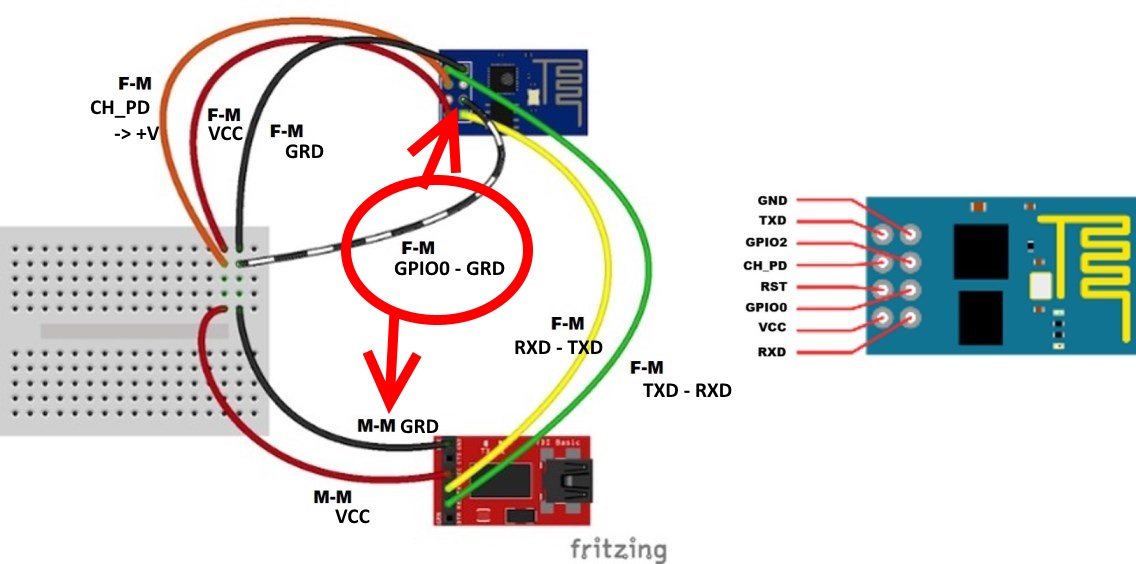 F-M
CH_PD
-> +V
F-M
VCC
F-M
GRD
F-M
GPIO0 - GRD
F-M
RXD - TXD
F-M
TXD - RXD
M-M GRD
M-M
VCC
Basic
fritzing
GND
TXD
GPIO2
CH_PD
RST
GPIO0
VCC
RXD